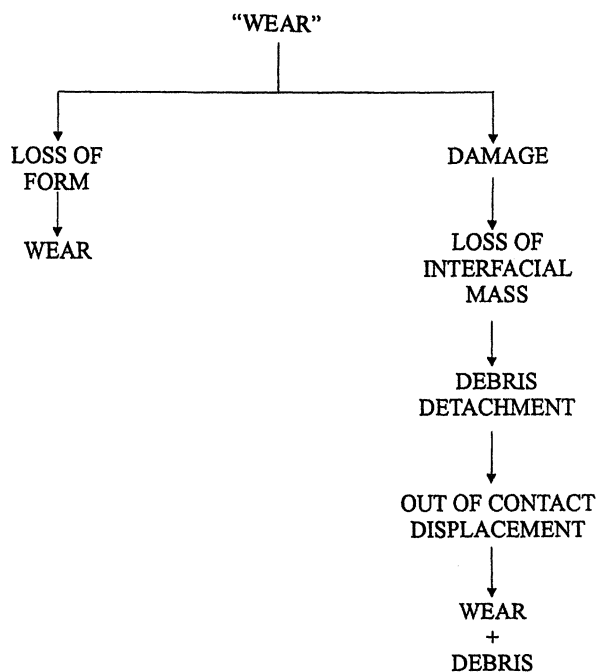 “WEAR”
LOSS OF
FORM
WEAR
DAMAGE
LOSS OF
INTERFACIAL
MASS
DEBRIS
DETACHMENT
OUT OF CONTACT
DISPLACEMENT
WEAR
+
DEBRIS